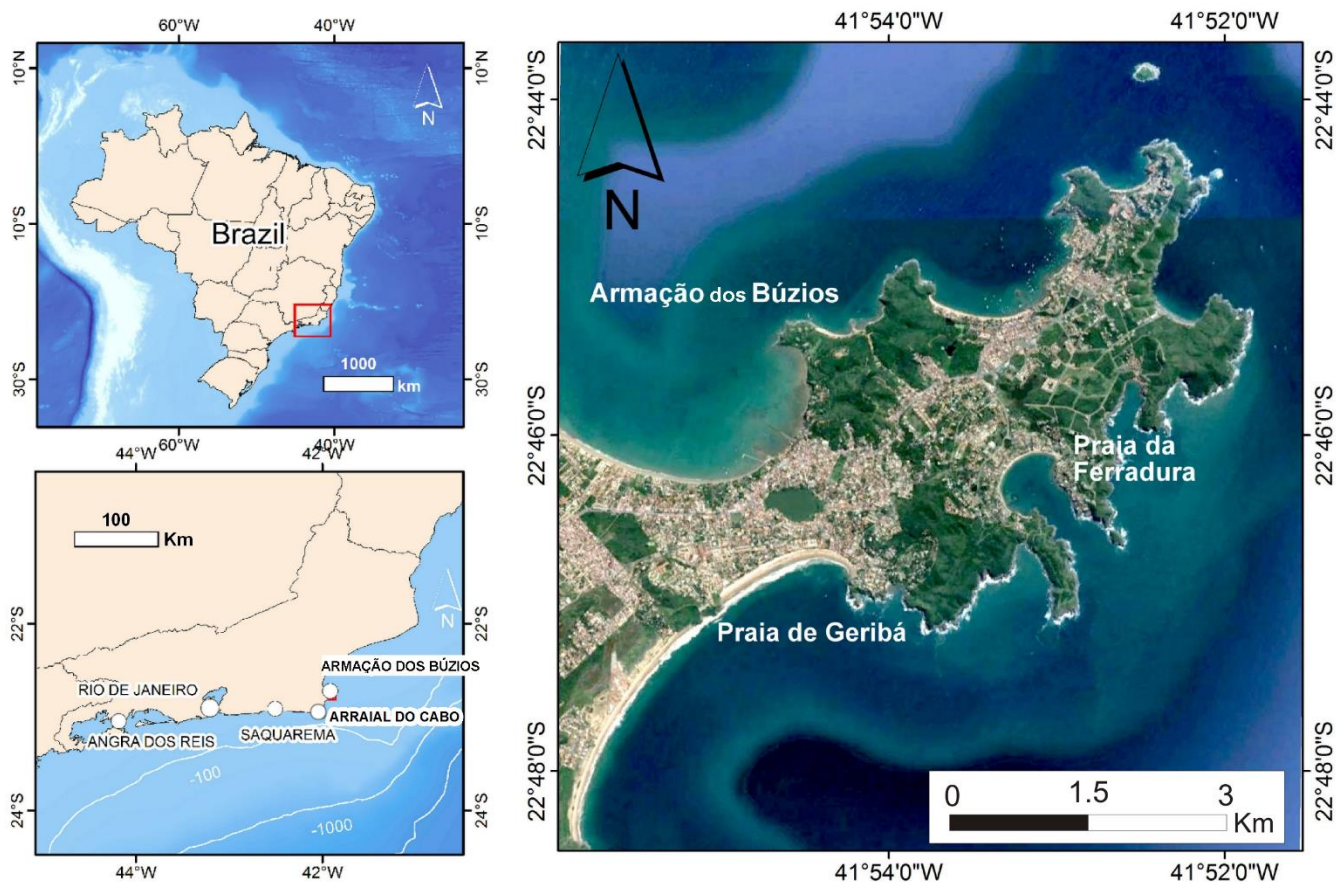 60°W 40°W
10°N 10°N
N
10°S 10°S
Brazil
1000
km
30°S 30°S
60°W 40°W
44°W 42°W
100
Km
N
22°S 22°S
ARMAÇÃO DOS BÚZIOS
RIO DE JANEIRO
ARRAIAL DO CABO
SAQUAREMA
ANGRA DOS REIS
-100
-1000
24°S 24°S
44°W 42°W
41°54'0"W 41°52'0"W
22°44'0"S 22°44'0"S
N
Armação dos Búzios
22°46'0"S 22°46'0"S
Praia da
Ferradura
Praia de Geribá
22°48'0"S 22°48'0"S
0 1.5 3
Km
41°54'0"W 41°52'0"W